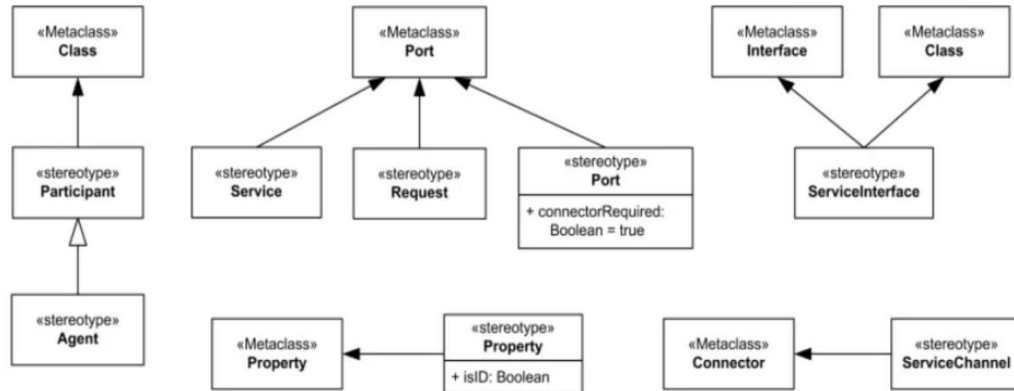 «Metaclass»
Class
«stereotype»
Participant
«stereotype»
Agent
«Metaclass»
Port
«stereotype»
Service
«stereotype»
Request
«stereotype»
Port
+ connectorRequired:
Boolean = true
«Metaclass»
Interface
«Metaclass»
Class
«stereotype»
ServiceInterface
«Metaclass»
Property
«stereotype»
Property
+ isID: Boolean
«Metaclass»
Connector
«stereotype»
ServiceChannel